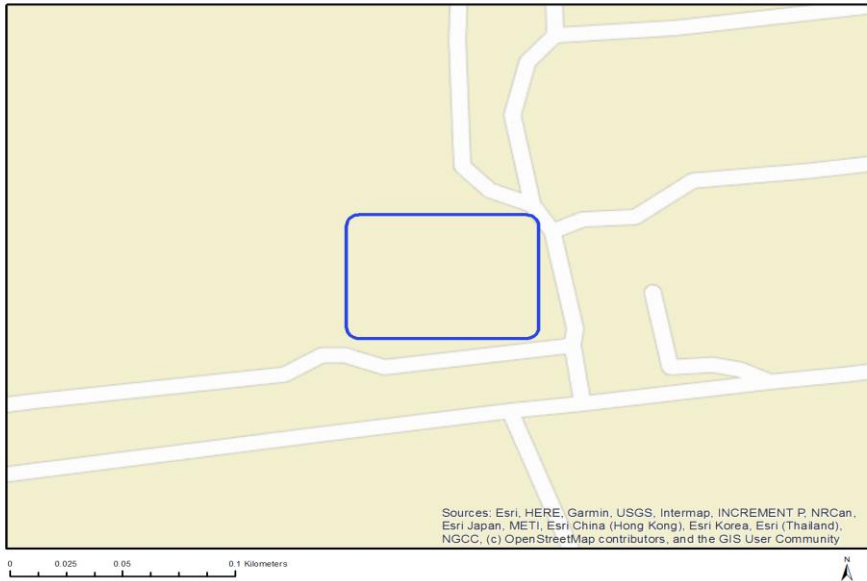 Sources: Esri, HERE, Garmin, USGS, Intermap, INCREMENT P, NRCan,
Esri Japan, METI, Esri China (Hong Kong), Esri Korea, Esri (Thailand),
NGCC, (c) OpenStreetMap contributors, and the GIS User Community
0 0.025 0.05 0.1 Kilometers
N